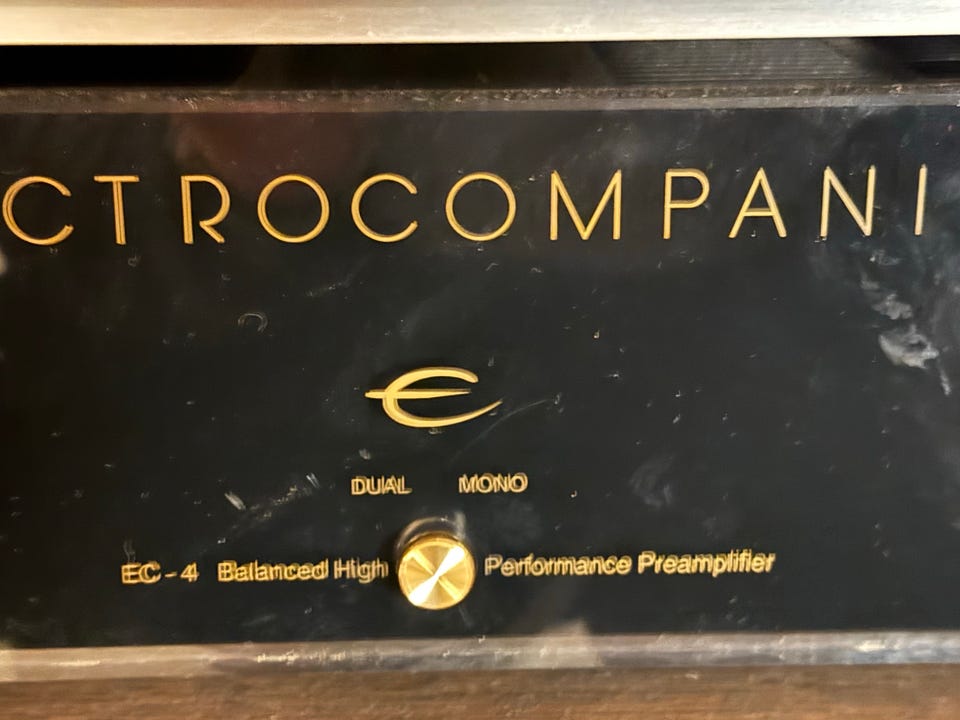 CTROCOMPANI
DUAL MONO
EC-4 Balanced High Performance Preamplifier